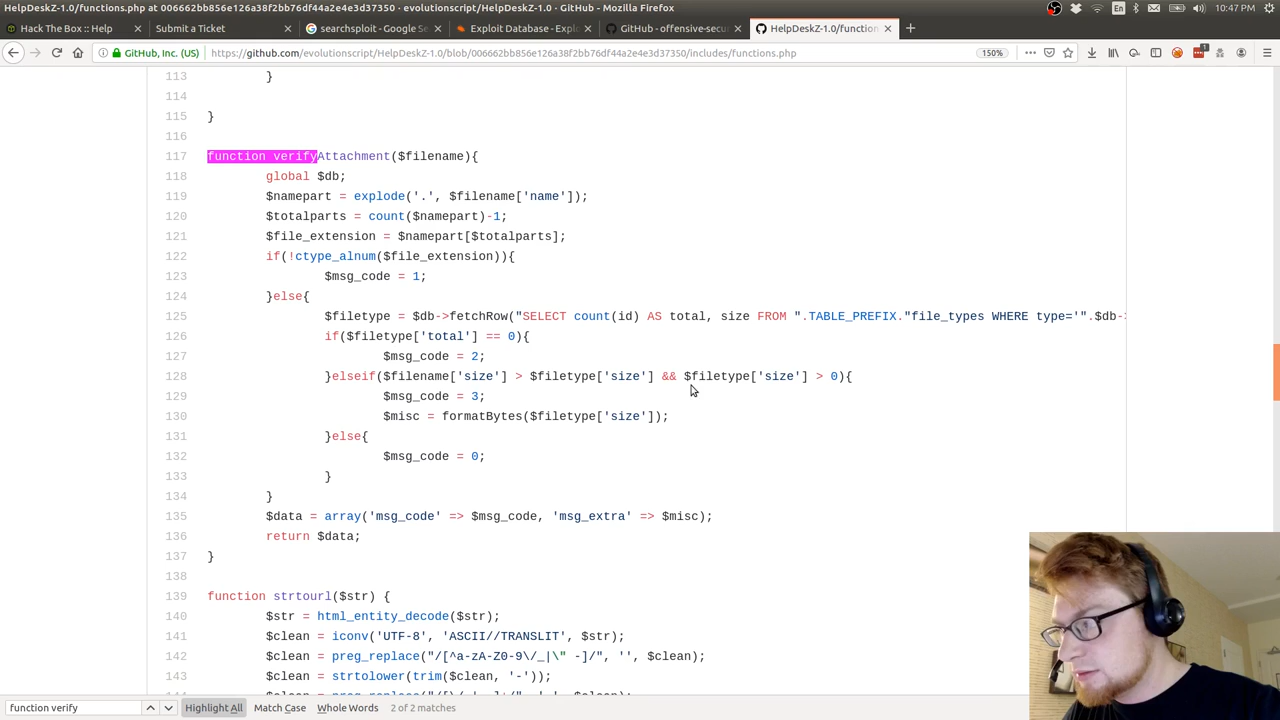 functions.php at 006662bb856e126a38f2bb76df44a2e4e3d37350 - evolutionscript/HelpDeskZ-1.0 - GitHub - Mozilla Firefox
Hack The Box :: Help
Submit a Ticket
searchsploit - Google Se
Exploit Database - Explo
GitHub - offensive-secur
HelpDeskZ-1.0/function
GitHub, Inc. (US)
https://github.com/evolutionscript/HelpDeskZ-1.0/blob/006662bb856e126a38f2bb76df44a2e4e3d37350/includes/functions.php
150%
En
10:47 PM
113 }
114
115 }
116
117 function verifyAttachment($filename){
118 global $db;
119 $namepart = explode('.', $filename['name']);
120 $totalparts = count($namepart)-1;
121 $file_extension = $namepart[$totalparts];
122 if(!ctype_alnum($file_extension)){
123 $msg_code = 1;
124 }else{
125 $filetype = $db->fetchRow("SELECT count(id) AS total, size FROM ".TABLE_PREFIX."file_types WHERE type='".$db->
126 if($filetype['total'] == 0){
127 $msg_code = 2;
128 }elseif($filename['size'] > $filetype['size'] && $filetype['size'] > 0){
129 $msg_code = 3;
130 $misc = formatBytes($filetype['size']);
131 }else{
132 $msg_code = 0;
133 }
134 }
135 $data = array('msg_code' => $msg_code, 'msg_extra' => $misc);
136 return $data;
137 }
138
139 function strtourl($str) {
140 $str = html_entity_decode($str);
141 $clean = iconv('UTF-8', 'ASCII//TRANSLIT', $str);
142 $clean = preg_replace("/[^a-zA-Z0-9\/_|\" -]/", '', $clean);
143 $clean = strtolower(trim($clean, '-'));
function verify
Highlight All
Match Case
Whole Words
2 of 2 matches